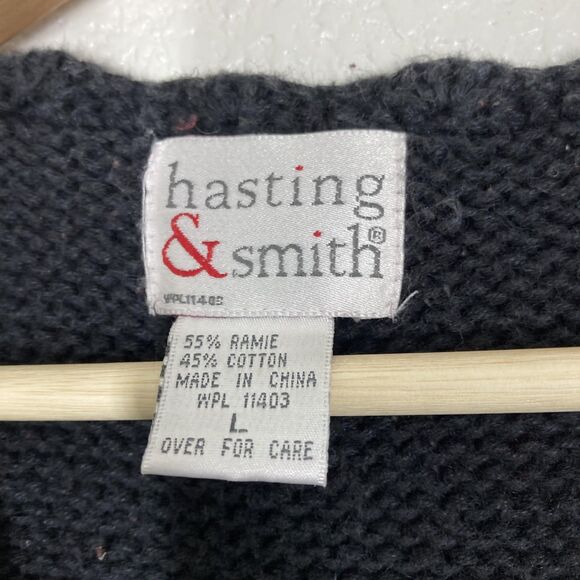 hasting
& smith®
WPL11403
55% RAMIE
45% COTTON
MADE IN CHINA
WPL 11403
L
OVER FOR CARE